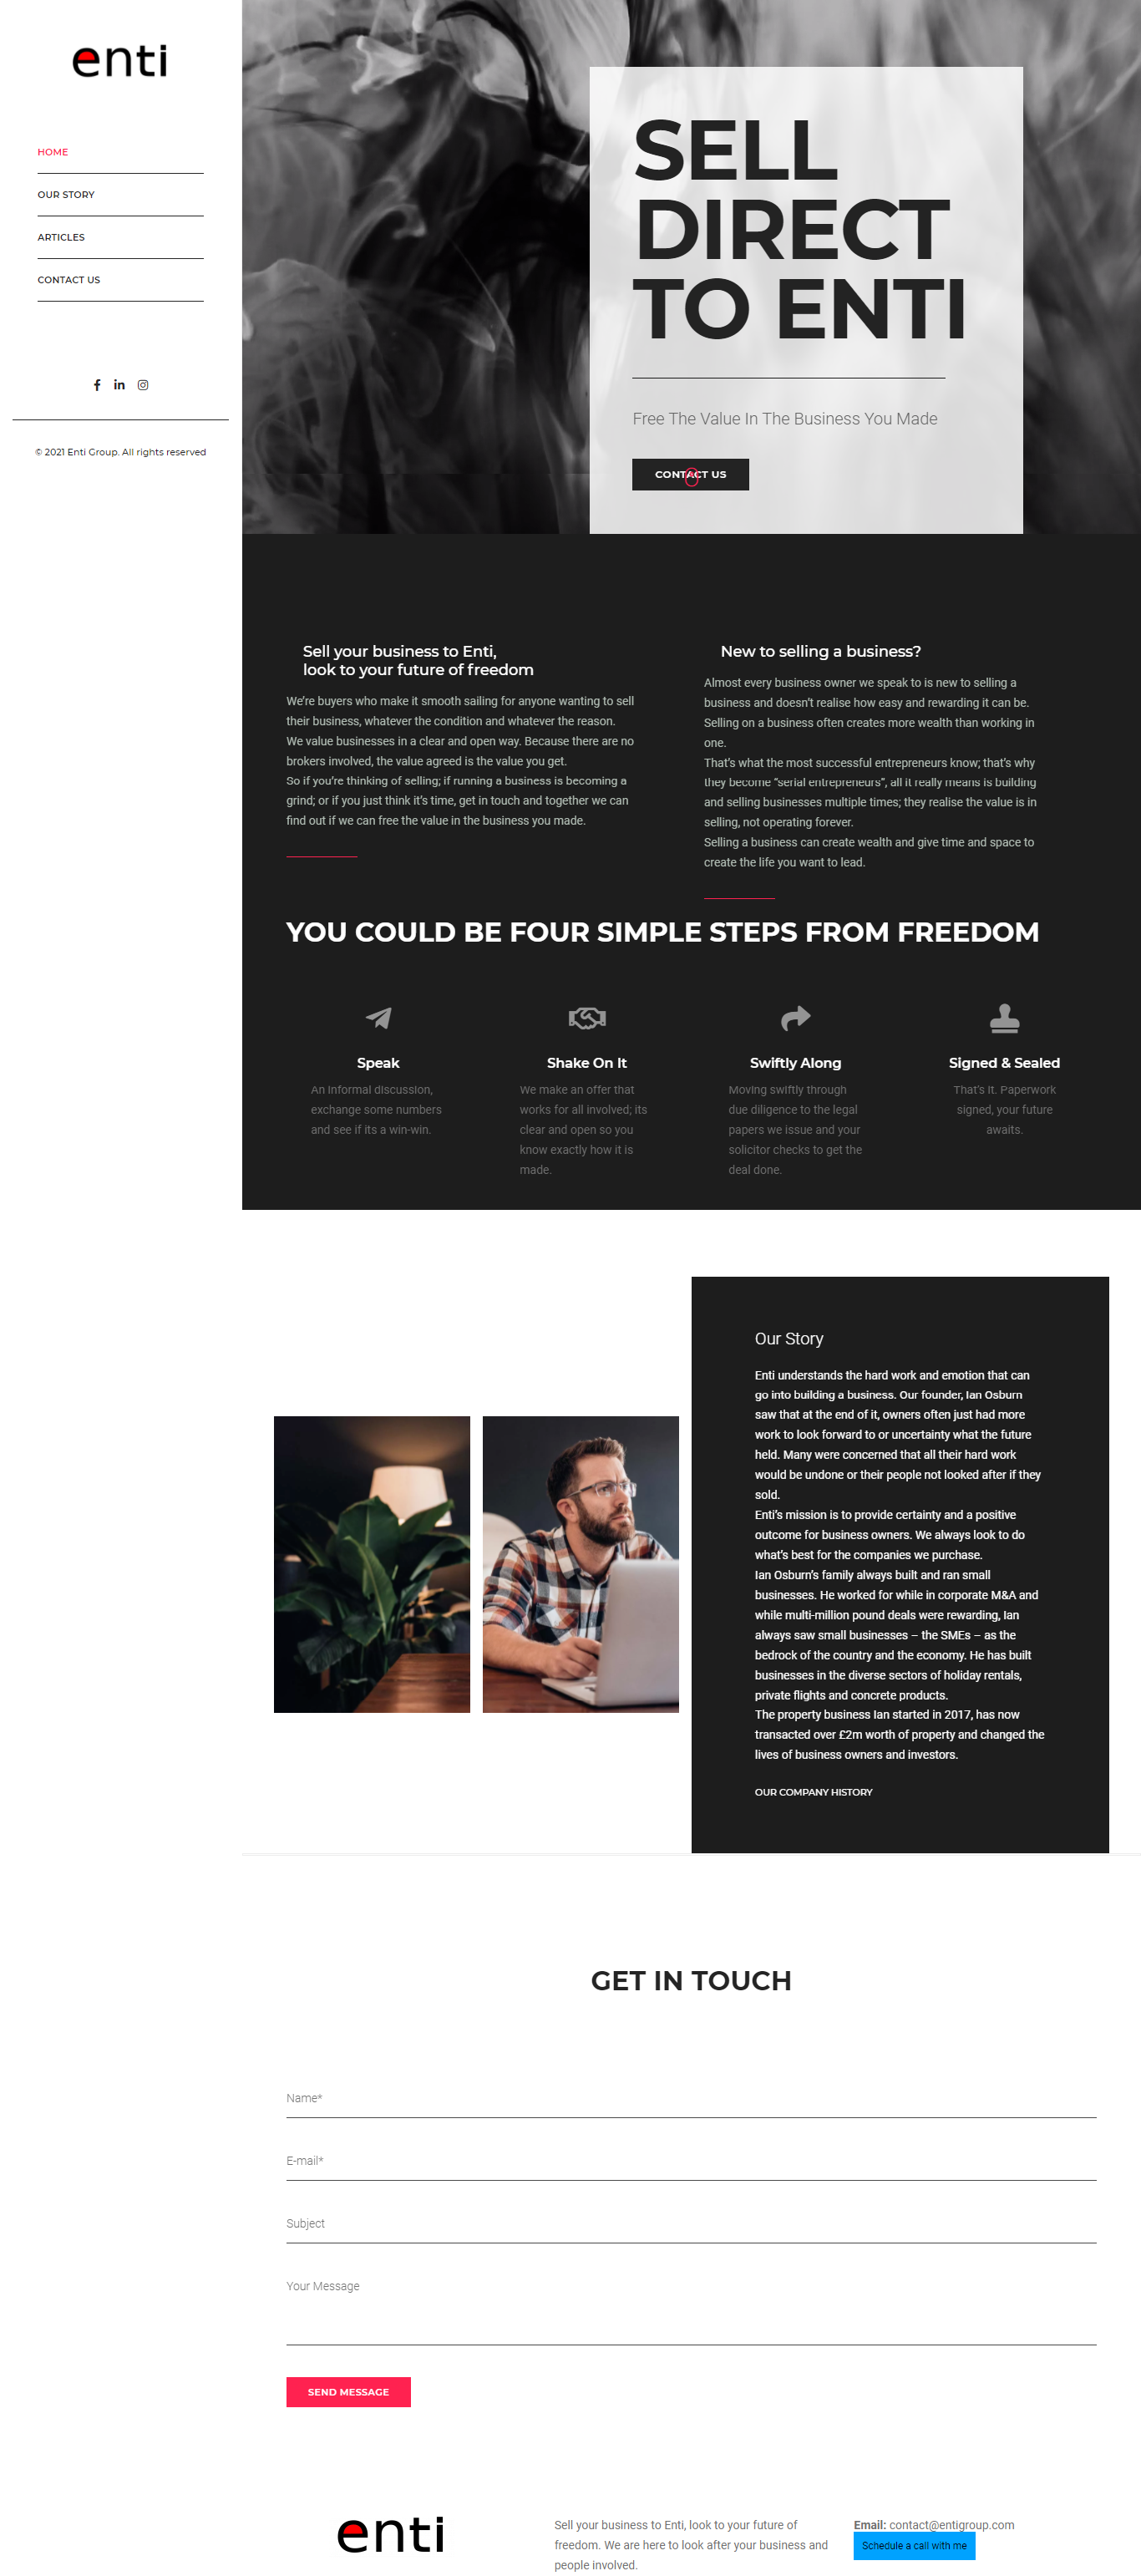 enti
HOME
OUR STORY
ARTICLES
CONTACT US
© 2021 Enti Group. All rights reserved
SELL
DIRECT
TO ENTI
Free The Value In The Business You Made
CONTACT US
Sell your business to Enti,
look to your future of freedom
We’re buyers who make it smooth sailing for anyone wanting to sell
their business, whatever the condition and whatever the reason.
We value businesses in a clear and open way. Because there are no
brokers involved, the value agreed is the value you get.
So if you’re thinking of selling; if running a business is becoming a
grind; or if you just think it’s time, get in touch and together we can
find out if we can free the value in the business you made.
New to selling a business?
Almost every business owner we speak to is new to selling a
business and doesn’t realise how easy and rewarding it can be.
Selling on a business often creates more wealth than working in
one.
That’s what the most successful entrepreneurs know; that’s why
they become “serial entrepreneurs”, all it really means is building
and selling businesses multiple times; they realise the value is in
selling, not operating forever.
Selling a business can create wealth and give time and space to
create the life you want to lead.
YOU COULD BE FOUR SIMPLE STEPS FROM FREEDOM
Speak
An informal discussion,
exchange some numbers
and see if its a win-win.
Shake On It
We make an offer that
works for all involved; its
clear and open so you
know exactly how it is
made.
Swiftly Along
Moving swiftly through
due diligence to the legal
papers we issue and your
solicitor checks to get the
deal done.
Signed & Sealed
That’s it. Paperwork
signed, your future
awaits.
Our Story
Enti understands the hard work and emotion that can
go into building a business. Our founder, Ian Osburn
saw that at the end of it, owners often just had more
work to look forward to or uncertainty what the future
held. Many were concerned that all their hard work
would be undone or their people not looked after if they
sold.
Enti’s mission is to provide certainty and a positive
outcome for business owners. We always look to do
what’s best for the companies we purchase.
Ian Osburn’s family always built and ran small
businesses. He worked for while in corporate M&A and
while multi-million pound deals were rewarding, Ian
always saw small businesses – the SMEs – as the
bedrock of the country and the economy. He has built
businesses in the diverse sectors of holiday rentals,
private flights and concrete products.
The property business Ian started in 2017, has now
transacted over £2m worth of property and changed the
lives of business owners and investors.
OUR COMPANY HISTORY
GET IN TOUCH
Name*
E-mail*
Subject
Your Message
SEND MESSAGE
enti
Sell your business to Enti, look to your future of
freedom. We are here to look after your business and
people involved.
Email: contact@entigroup.com
Schedule a call with me